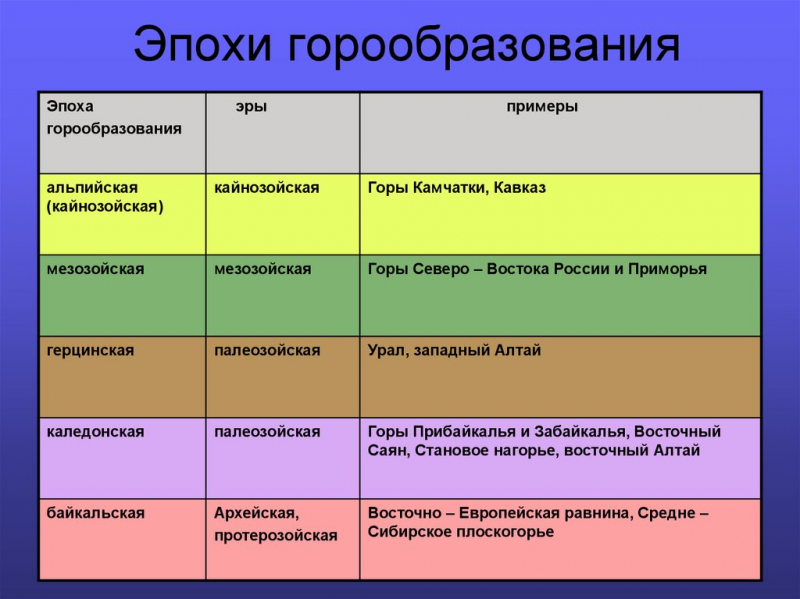 Эпохи горообразования
Эпоха
горообразования
эры
примеры
альпийская
(кайнозойская)
кайнозойская
Горы Камчатки, Кавказ
мезозойская
мезозойская
Горы Северо – Востока России и Приморья
герцинская
палеозойская
Урал, западный Алтай
каледонская
палеозойская
Горы Прибайкалья и Забайкалья, Восточный
Саян, Становое нагорье, восточный Алтай
байкальская
Архейская,
протерозойская
Восточно – Европейская равнина, Средне –
Сибирское плоскогорье